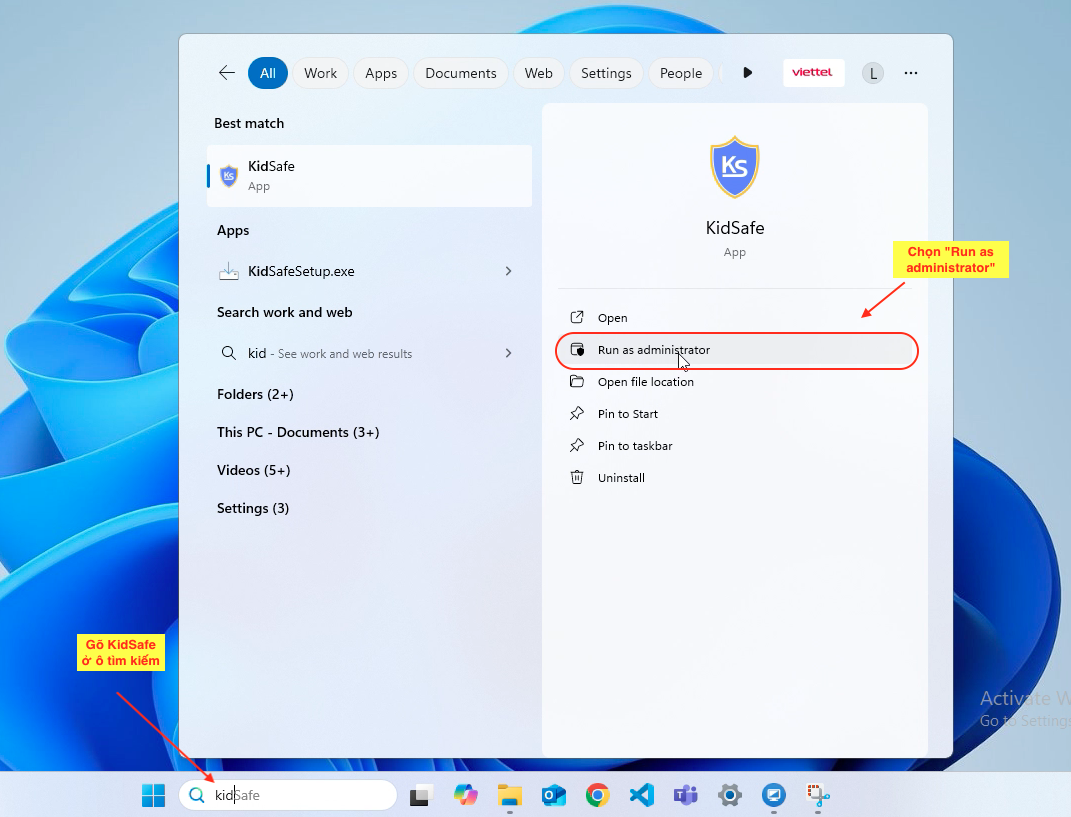 All
Work
Apps
Documents
Web
Settings
People
viettel
L
Best match
KidSafe
App
Apps
KidSafeSetup.exe
Search work and web
kid - See work and web results
Folders (2+)
This PC - Documents (3+)
Videos (5+)
Settings (3)
KS
KidSafe
App
Chọn "Run as
administrator"
Open
Run as administrator
Open file location
Pin to Start
Pin to taskbar
Uninstall
Gõ KidSafe
ở ô tìm kiếm
Activate W
Go to Settings
kidSafe